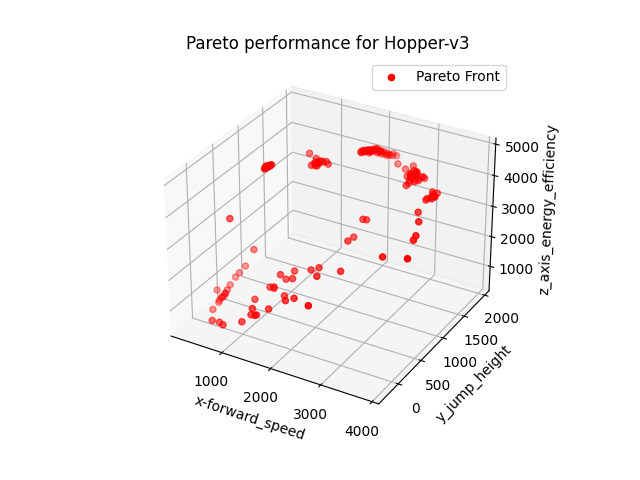 Pareto performance for Hopper-v3
Pareto Front
5000
4000
3000
2000
1000
z_axis_energy_efficiency
2000
1500
1000
500
0
y_jump_height
1000
2000
3000
4000
x-forward_speed